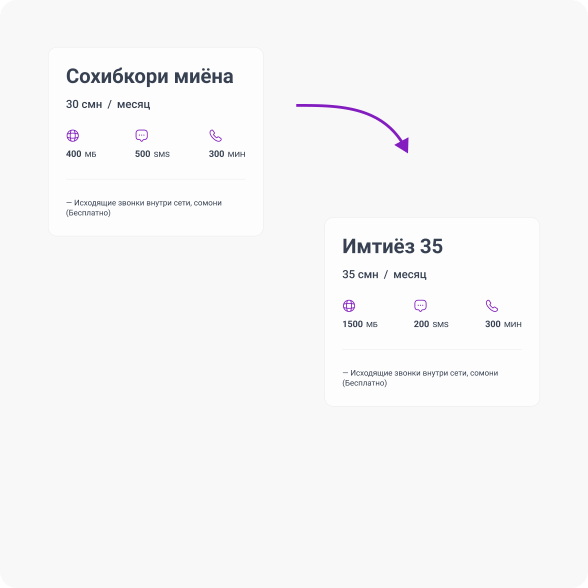 Сохибкори миёна
30 смн / месяц
400 МБ 500 SMS 300 МИН
— Исходящие звонки внутри сети, сомони
(Бесплатно)
Имтиёз 35
35 смн / месяц
1500 МБ 200 SMS 300 МИН
— Исходящие звонки внутри сети, сомони
(Бесплатно)